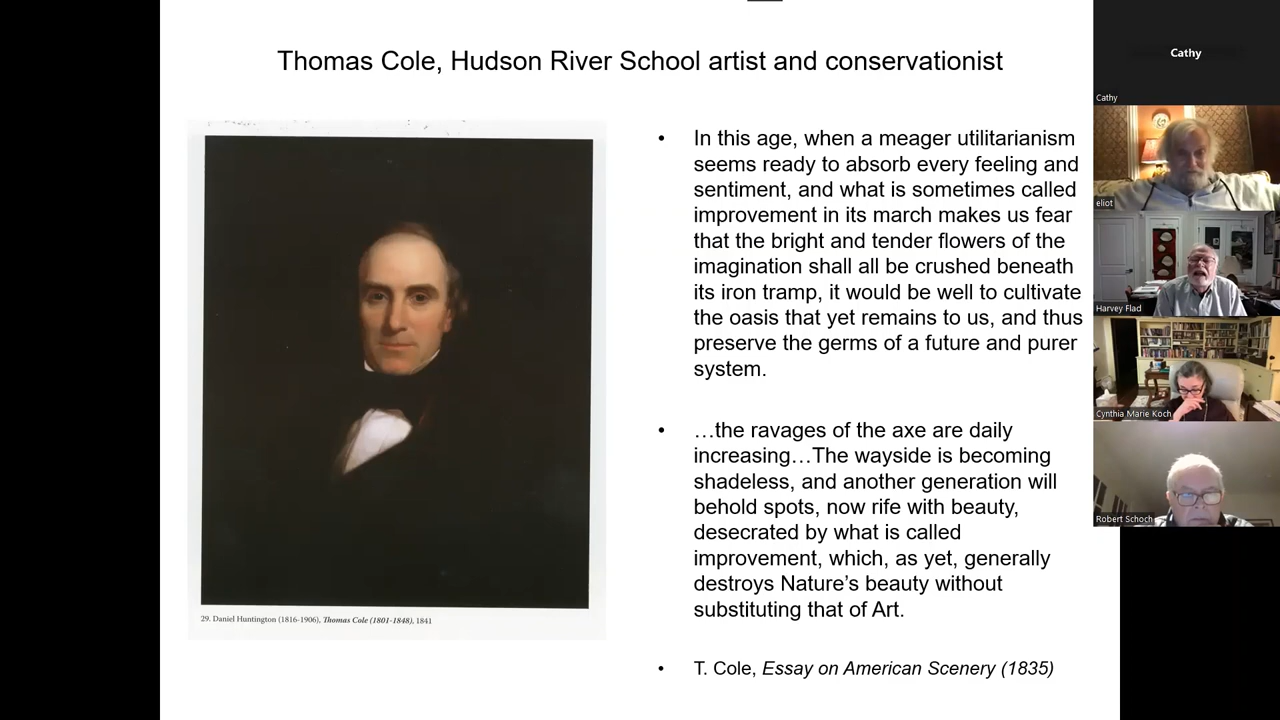 Thomas Cole, Hudson River School artist and conservationist
• In this age, when a meager utilitarianism
seems ready to absorb every feeling and
sentiment, and what is sometimes called
improvement in its march makes us fear
that the bright and tender flowers of the
imagination shall all be crushed beneath
its iron tramp, it would be well to cultivate
the oasis that yet remains to us, and thus
preserve the germs of a future and purer
system.
• …the ravages of the axe are daily
increasing…The wayside is becoming
shadeless, and another generation will
behold spots, now rife with beauty,
desecrated by what is called
improvement, which, as yet, generally
destroys Nature’s beauty without
substituting that of Art.
• T. Cole, Essay on American Scenery (1835)
29. Daniel Huntington (1816-1906), Thomas Cole (1801-1848), 1841
Cathy
Cathy
eliot
Harvey Flad
Cynthia Marie Koch
Robert Schoch